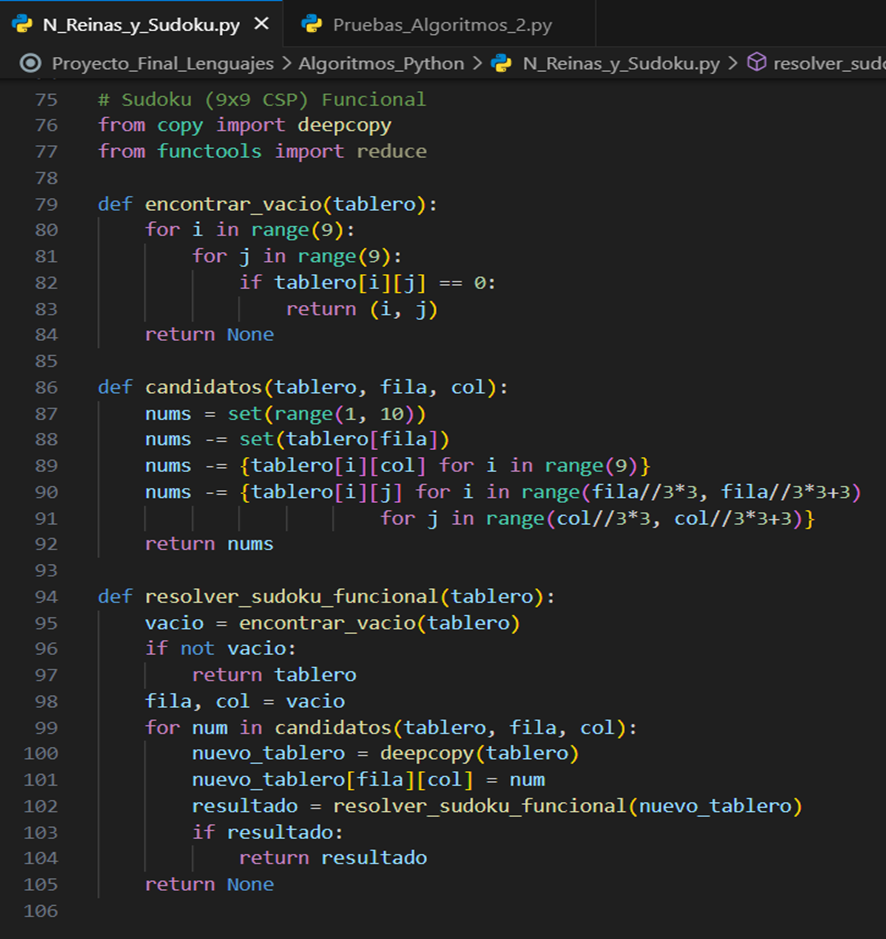 N_Reinas_y_Sudoku.py × Pruebas_Algoritmos_2.py
Proyecto_Final_Lenguajes > Algoritmos_Python > N_Reinas_y_Sudoku.py > resolver_sudo
75 # Sudoku (9x9 CSP) Funcional
76 from copy import deepcopy
77 from functools import reduce
78
79 def encontrar_vacio(tablero):
80     for i in range(9):
81         for j in range(9):
82             if tablero[i][j] == 0:
83                 return (i, j)
84     return None
85
86 def candidatos(tablero, fila, col):
87     nums = set(range(1, 10))
88     nums -= set(tablero[fila])
89     nums -= {tablero[i][col] for i in range(9)}
90     nums -= {tablero[i][j] for i in range(fila//3*3, fila//3*3+3)
91                         for j in range(col//3*3, col//3*3+3)}
92     return nums
93
94 def resolver_sudoku_funcional(tablero):
95     vacio = encontrar_vacio(tablero)
96     if not vacio:
97         return tablero
98     fila, col = vacio
99     for num in candidatos(tablero, fila, col):
100         nuevo_tablero = deepcopy(tablero)
101         nuevo_tablero[fila][col] = num
102         resultado = resolver_sudoku_funcional(nuevo_tablero)
103         if resultado:
104             return resultado
105     return None
106